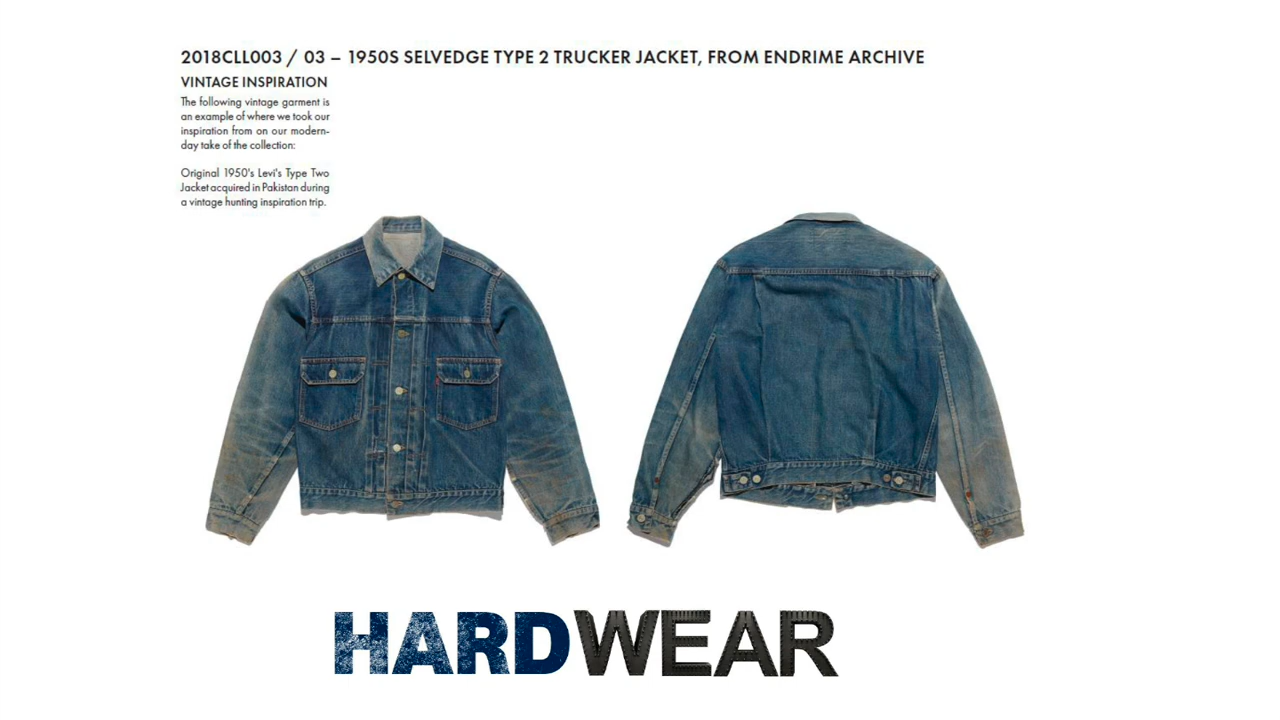 2018CLL003 / 03 – 1950S SELVEDGE TYPE 2 TRUCKER JACKET, FROM ENDRIME ARCHIVE
VINTAGE INSPIRATION
The following vintage garment is
an example of where we took our
inspiration from on our modern-
day take of the collection:
Original 1950's Levi's Type Two
Jacket acquired in Pakistan during
a vintage hunting inspiration trip.
HARDWEAR